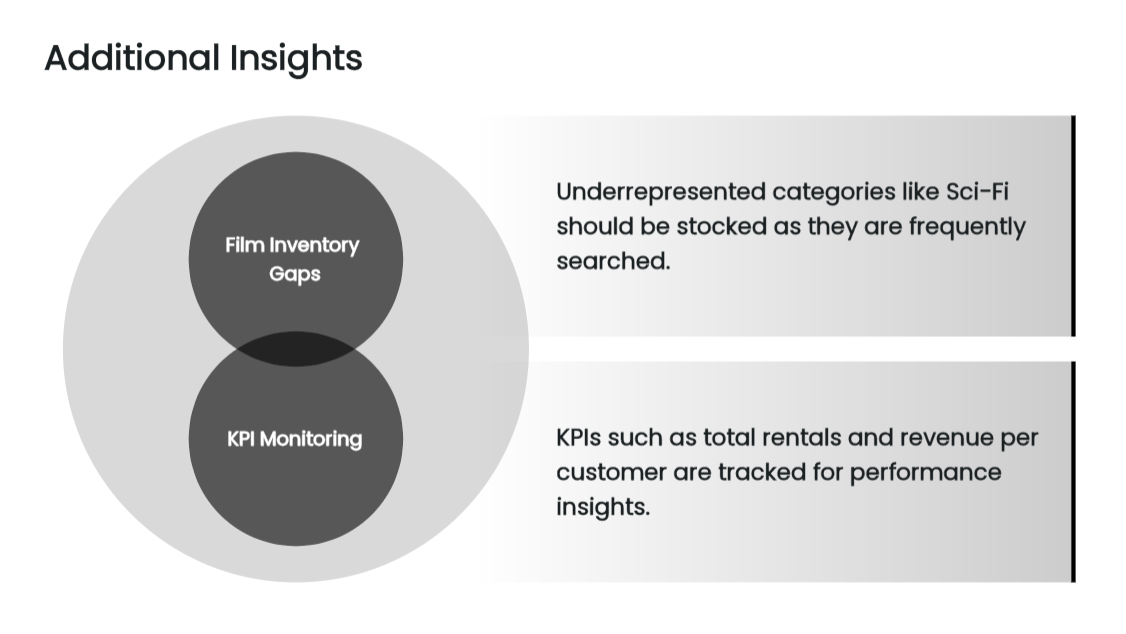 Additional Insights
Film Inventory
Gaps
Underrepresented categories like Sci-Fi
should be stocked as they are frequently
searched.
KPI Monitoring
KPIs such as total rentals and revenue per
customer are tracked for performance
insights.